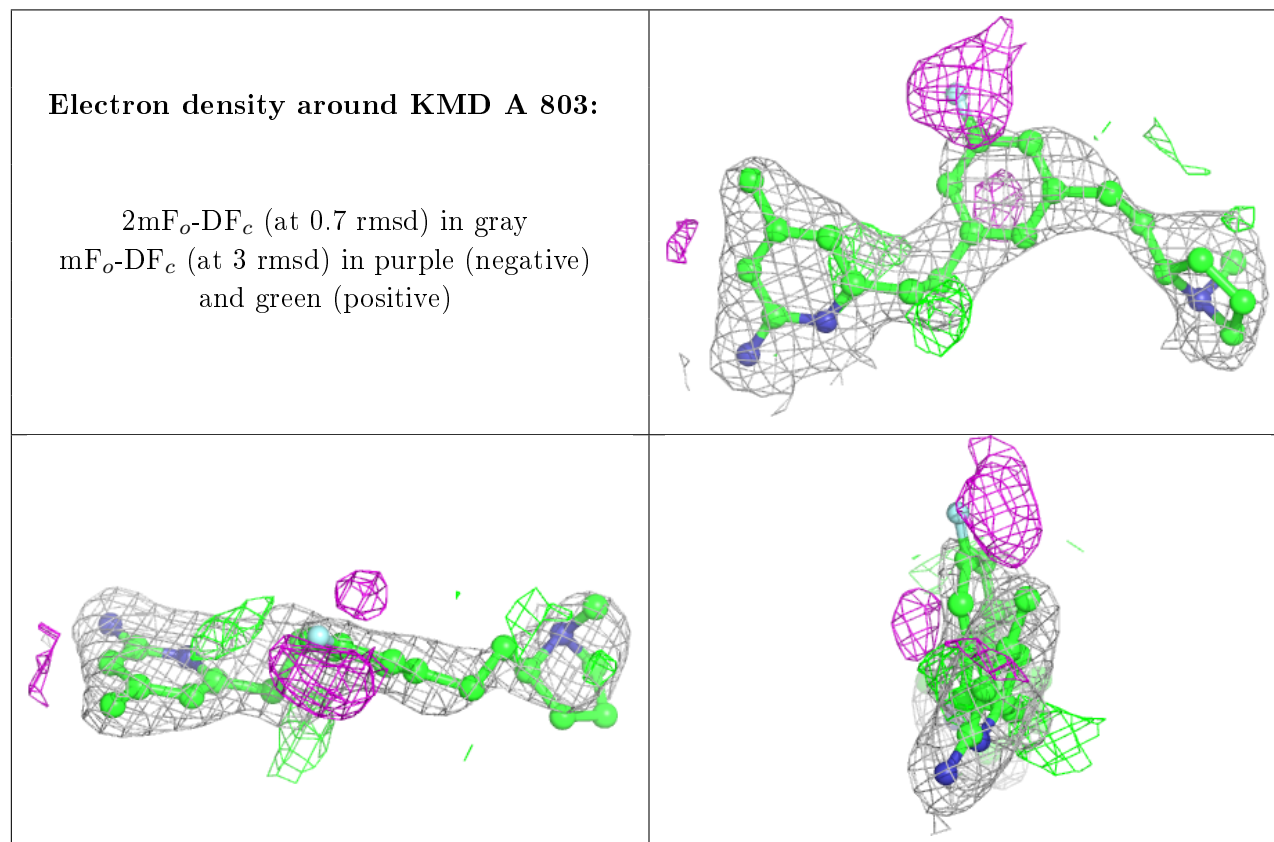 Electron density around KMD A 803:
2mFₒ-DF𝒸 (at 0.7 rmsd) in gray
mFₒ-DF𝒸 (at 3 rmsd) in purple (negative)
and green (positive)